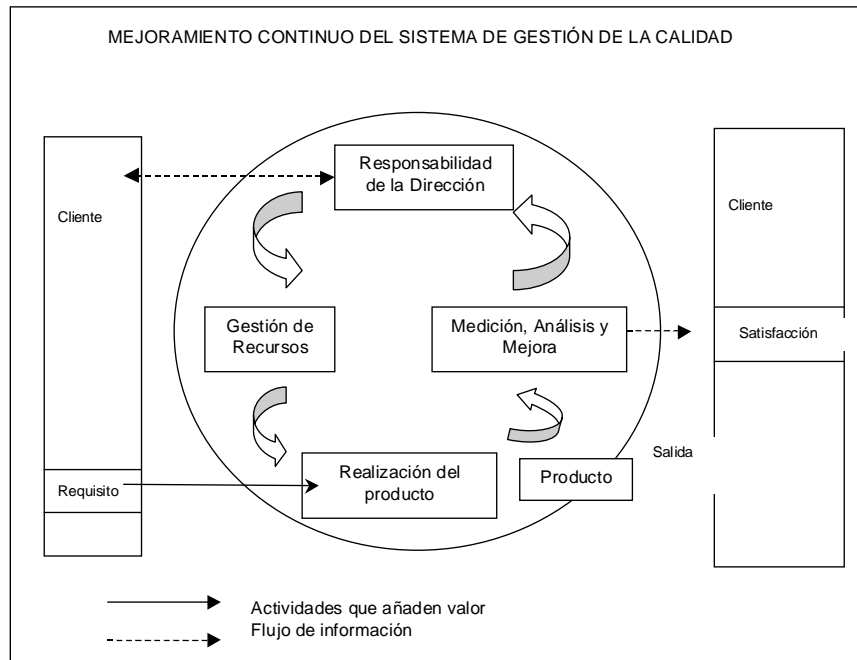 MEJORAMIENTO CONTINUO DEL SISTEMA DE GESTIÓN DE LA CALIDAD
Responsabilidad
de la Dirección
Cliente
Cliente
Gestión de
Recursos
Medición, Análisis y
Mejora
Satisfacción
Salida
Realización del
producto
Producto
Requisito
Actividades que añaden valor
Flujo de información